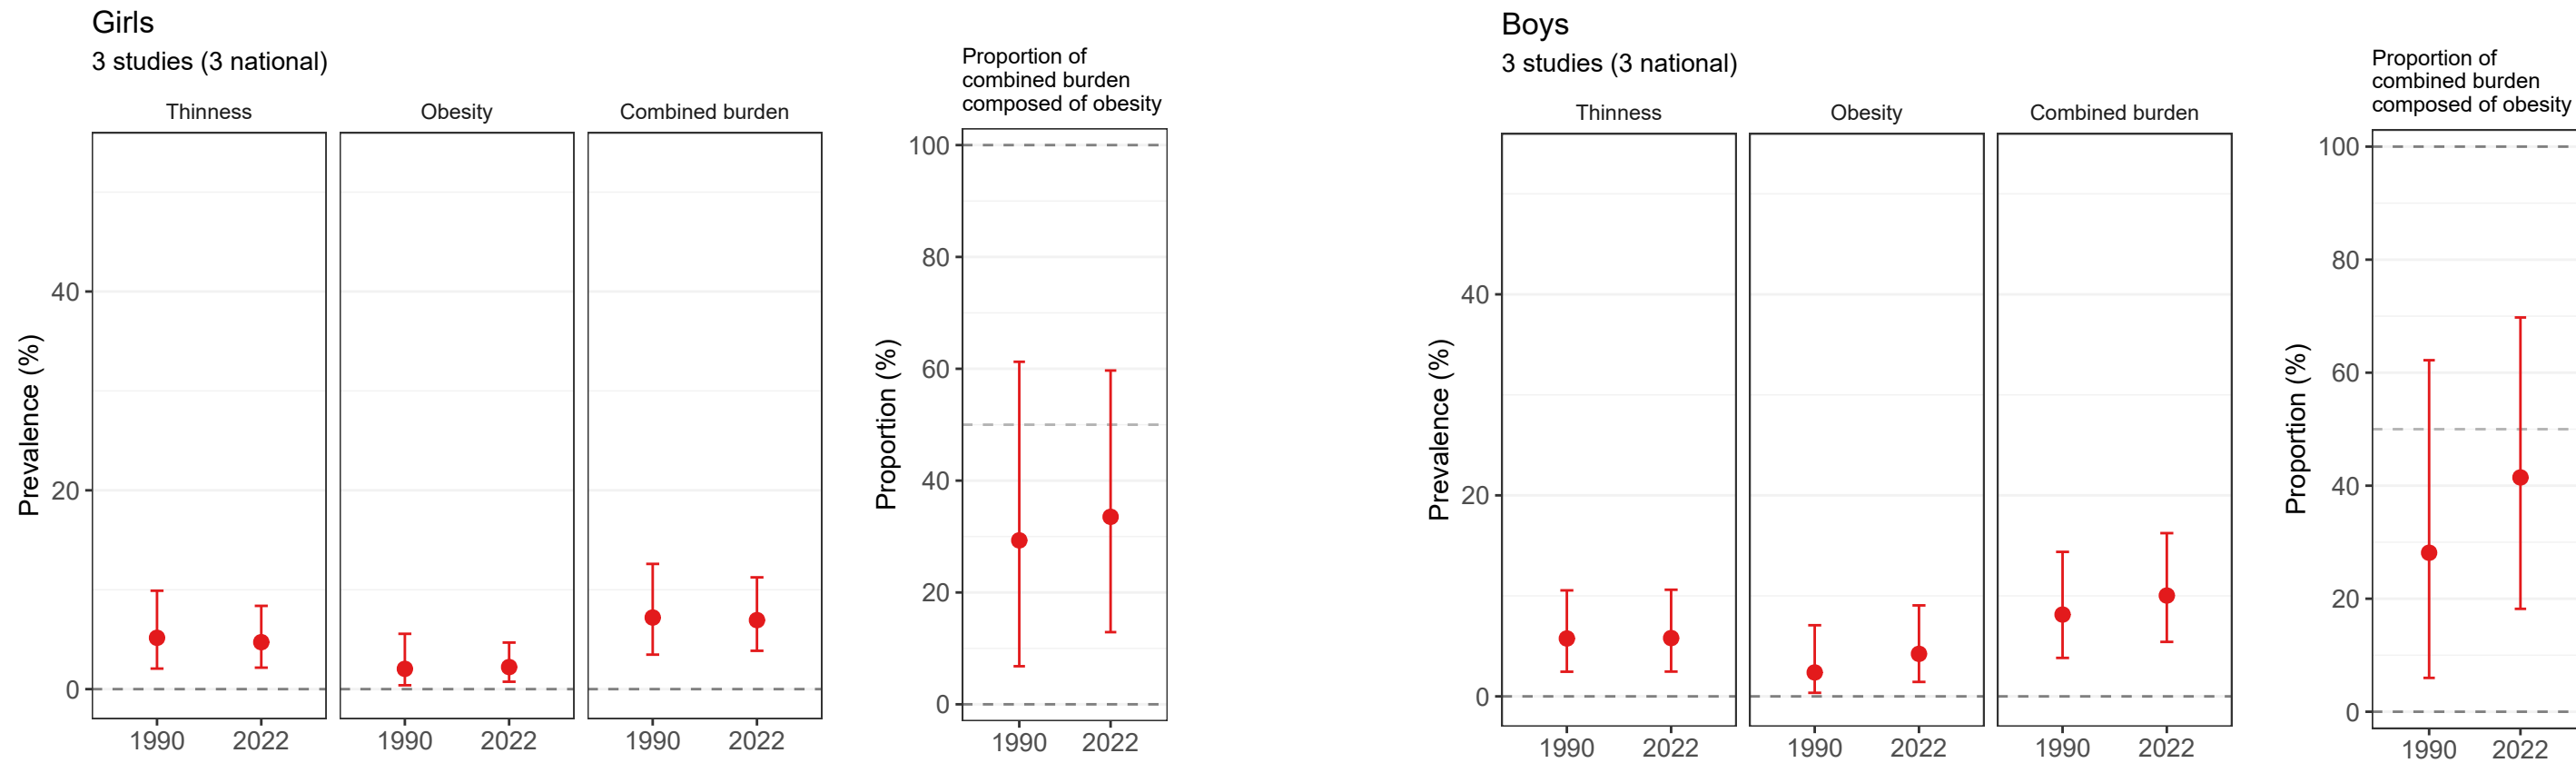 Girls
3 studies (3 national)
Thinness
Obesity
Combined burden
Prevalence (%)
40
20
0
1990 2022
1990 2022
1990 2022
Proportion of
combined burden
composed of obesity
Proportion (%)
100
80
60
40
20
0
1990 2022
Boys
3 studies (3 national)
Thinness
Obesity
Combined burden
Prevalence (%)
40
20
0
1990 2022
1990 2022
1990 2022
Proportion of
combined burden
composed of obesity
Proportion (%)
100
80
60
40
20
0
1990 2022